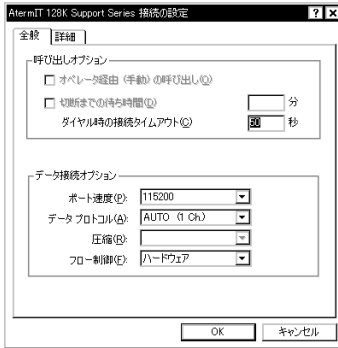 AtermIT 128K Support Series 接続の設定
全般 詳細
呼び出しオプション
オペレータ経由 (手動) の呼び出し(O)
切断までの待ち時間(D) 分
ダイヤル時の接続タイムアウト(C) 60 秒
データ接続オプション
ポート速度(P): 115200
データ プロトコル(A): AUTO (1 Ch.)
圧縮(R):
フロー制御(F): ハードウェア
OK キャンセル